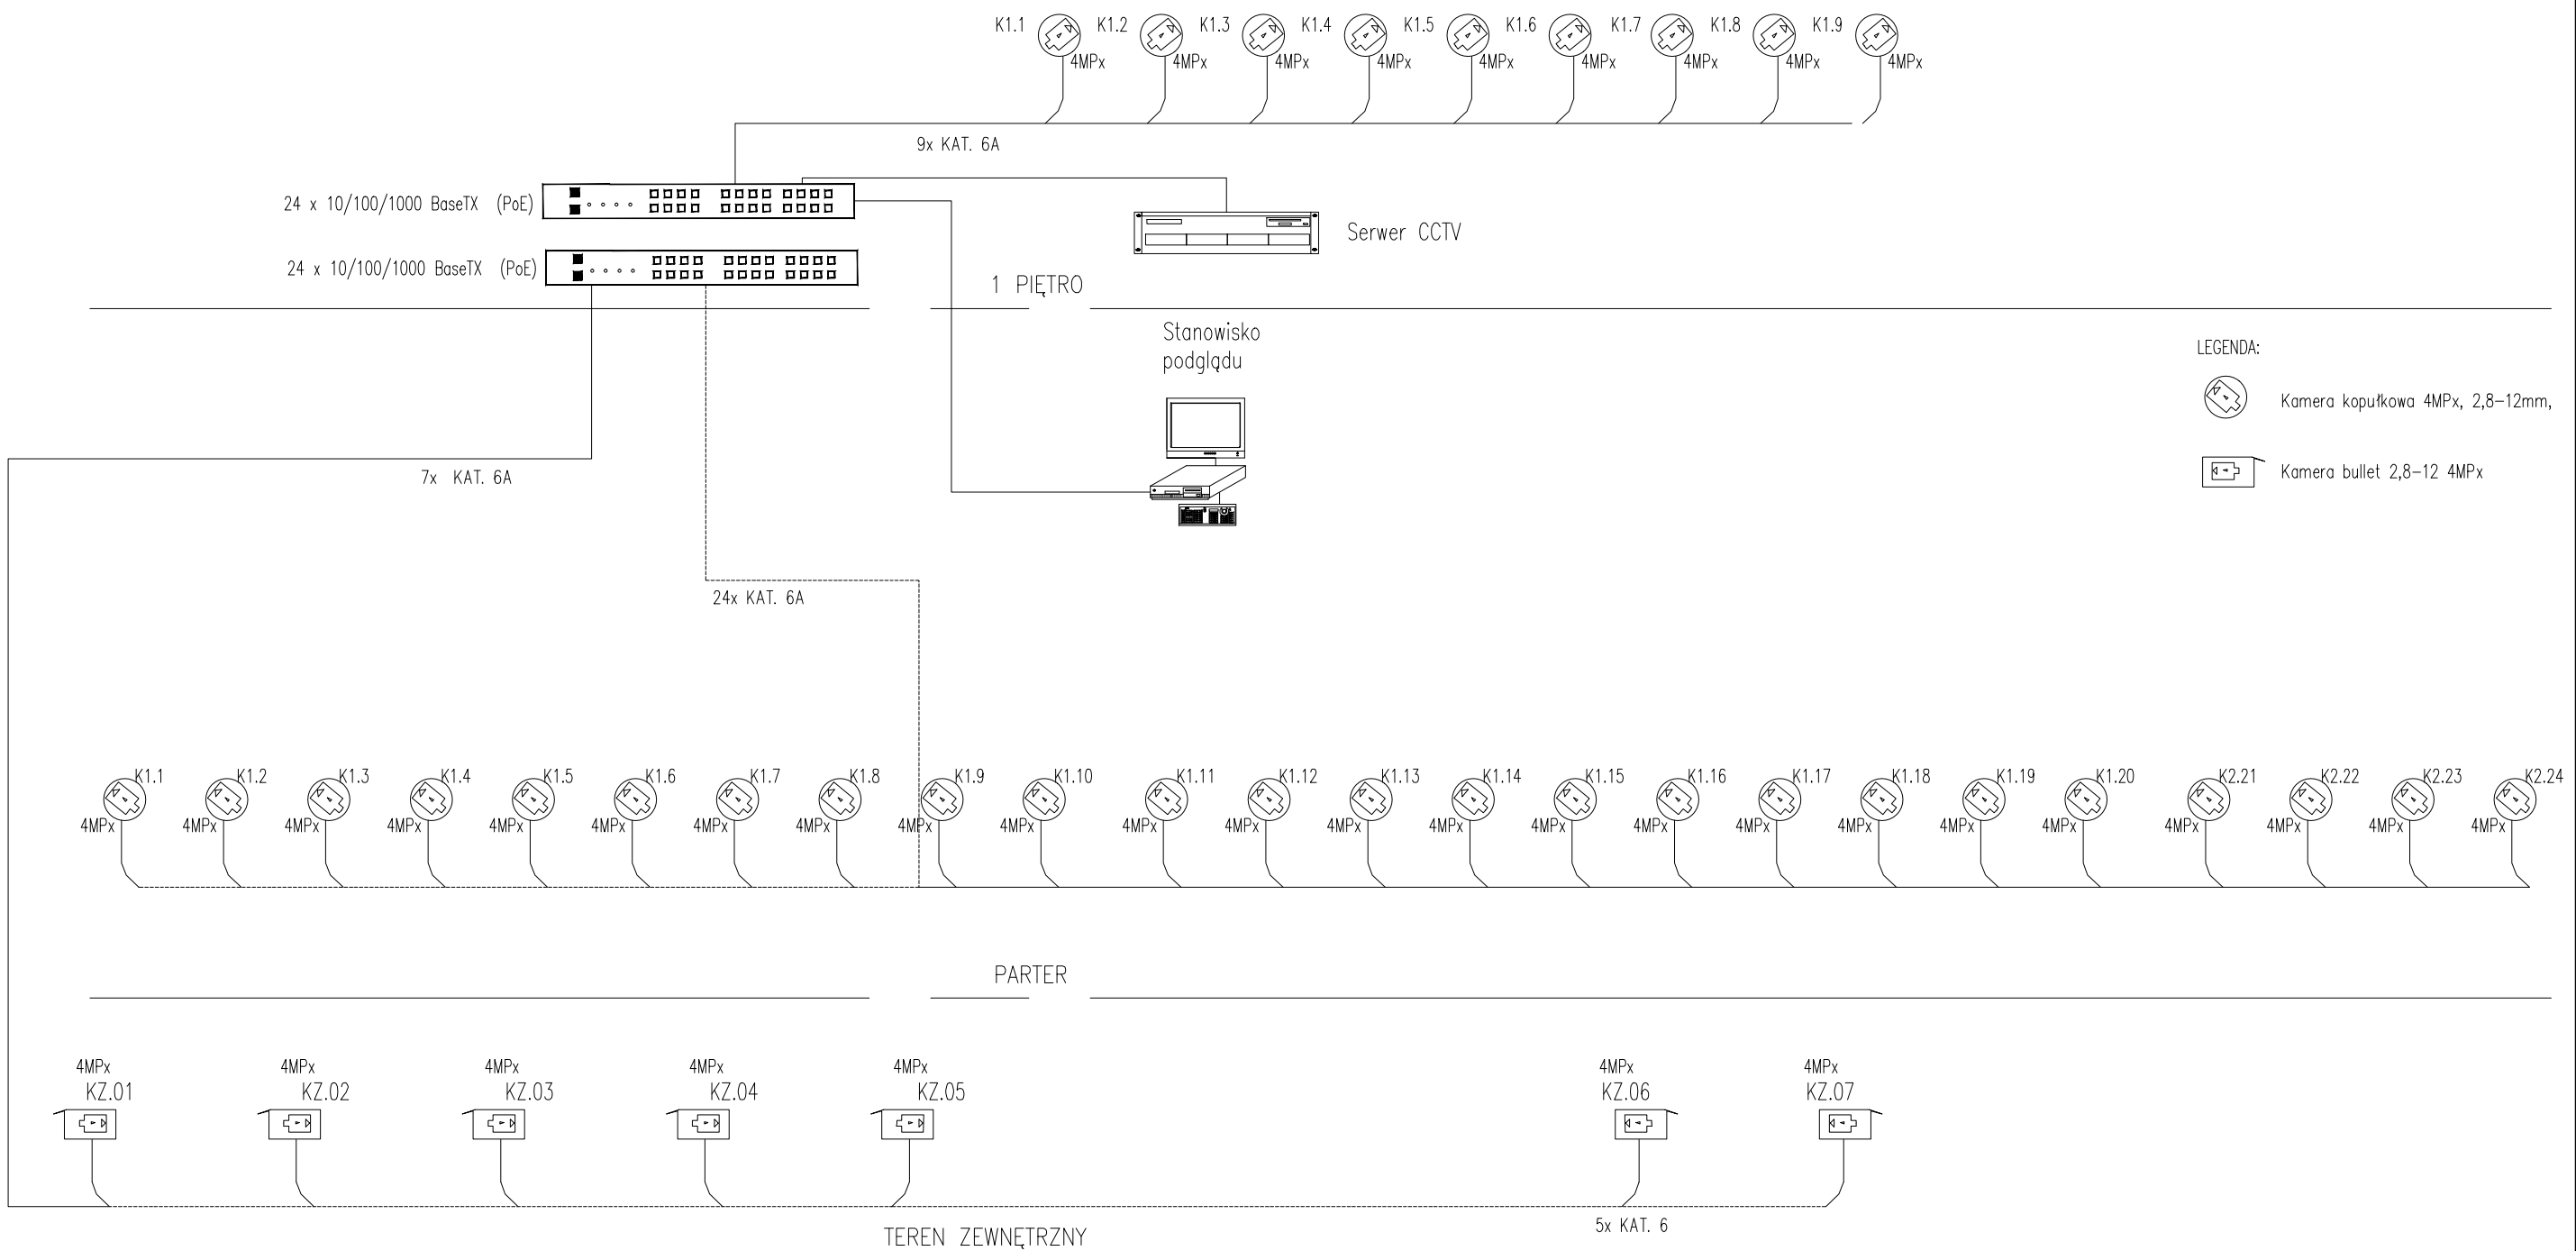 K1.1 K1.2 K1.3 K1.4 K1.5 K1.6 K1.7 K1.8 K1.9
4MPx 4MPx 4MPx 4MPx 4MPx 4MPx 4MPx 4MPx 4MPx
9x KAT. 6A
24 x 10/100/1000 BaseTX (PoE)
Serwer CCTV
24 x 10/100/1000 BaseTX (PoE)
1 PIĘTRO
Stanowisko
podglądu
LEGENDA:
Kamera kopułkowa 4MPx, 2,8-12mm,
Kamera bullet 2,8-12 4MPx
7x KAT. 6A
24x KAT. 6A
K1.1 K1.2 K1.3 K1.4 K1.5 K1.6 K1.7 K1.8 K1.9 K1.10 K1.11 K1.12 K1.13 K1.14 K1.15 K1.16 K1.17 K1.18 K1.19 K1.20 K2.21 K2.22 K2.23 K2.24
4MPx 4MPx 4MPx 4MPx 4MPx 4MPx 4MPx 4MPx 4MPx 4MPx 4MPx 4MPx 4MPx 4MPx 4MPx 4MPx 4MPx 4MPx 4MPx 4MPx 4MPx 4MPx 4MPx 4MPx
PARTER
4MPx 4MPx 4MPx 4MPx 4MPx 4MPx 4MPx
KZ.01 KZ.02 KZ.03 KZ.04 KZ.05 KZ.06 KZ.07
5x KAT. 6
TEREN ZEWNĘTRZNY